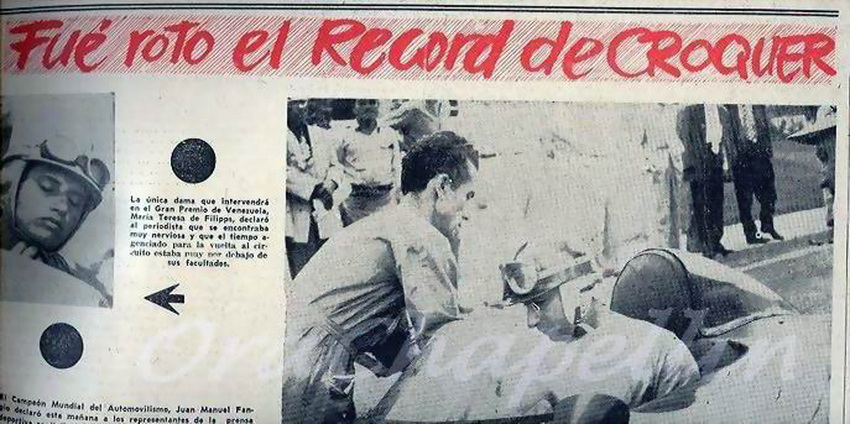 Fué roto el Record de CROQUER
La única dama que intervendrá
en el Gran Premio de Venezuela,
María Teresa de Filipps, declaró
al periodista que se encontraba
muy nerviosa y que el tiempo a-
genciado para la vuelta al cir-
cuito estaba muy por debajo de
sus facultades.
El Campeón Mundial del Automovilismo, Juan Manuel Fan-
gio declaró esta mañana a los representantes de la prensa
Chapellin